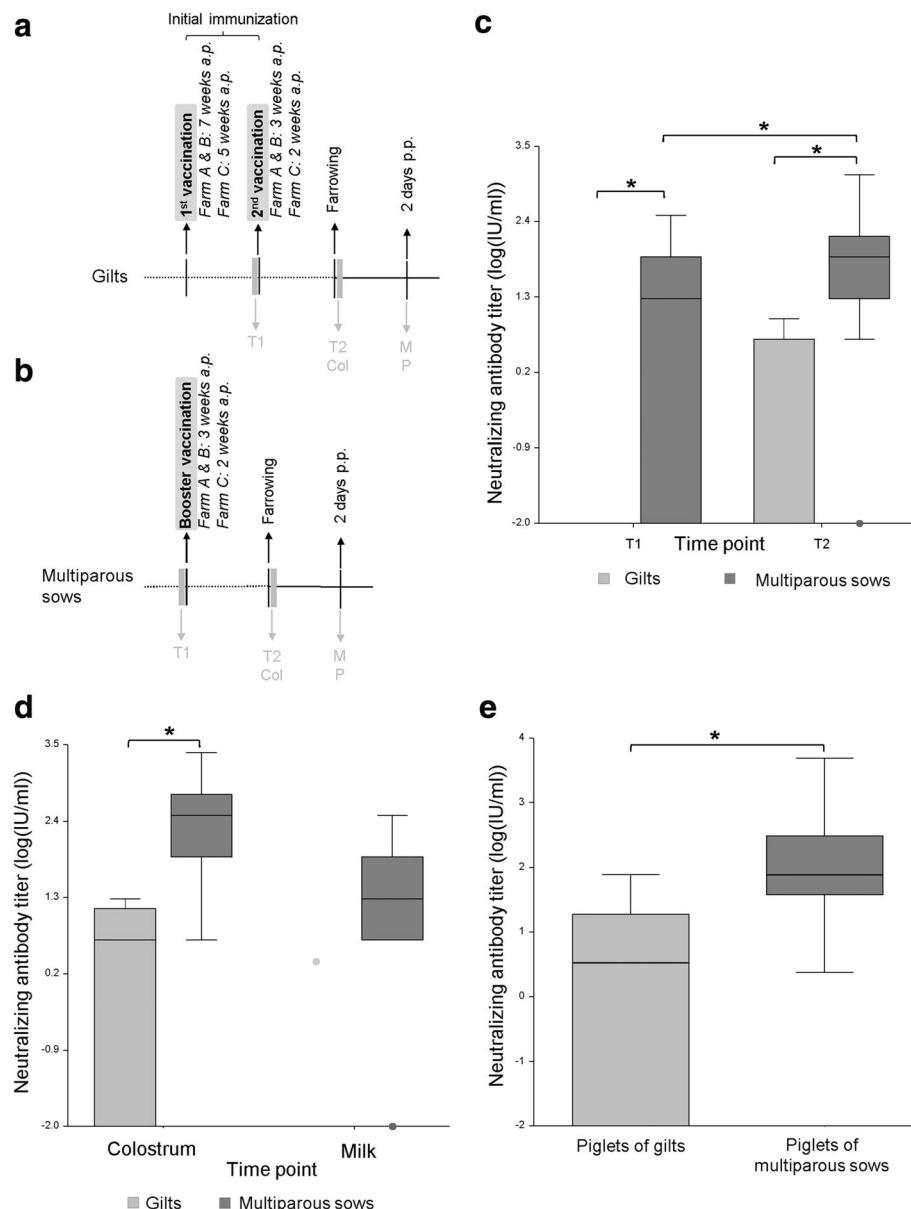 a
Initial immunization
1st vaccination
Farm A & B: 7 weeks a.p.
Farm C: 5 weeks a.p.
2nd vaccination
Farm A & B: 3 weeks a.p.
Farm C: 2 weeks a.p.
Farrowing
2 days p.p.
Gilts
T1
T2
Col
M
P
b
Booster vaccination
Farm A & B: 3 weeks a.p.
Farm C: 2 weeks a.p.
Farrowing
2 days p.p.
Multiparous
sows
T1
T2
Col
M
P
c
Neutralizing antibody titer (log(IU/ml))
3.5
2.4
1.3
0.2
-0.9
-2.0
*
*
*
T1
Time point
T2
Gilts
Multiparous sows
d
Neutralizing antibody titer (log(IU/ml))
3.5
2.4
1.3
0.2
-0.9
-2.0
*
Colostrum
Milk
Time point
Gilts
Multiparous sows
e
Neutralizing antibody titer (log(IU/ml))
4
3
2
1
0
-1
-2
*
Piglets of gilts
Piglets of
multiparous sows